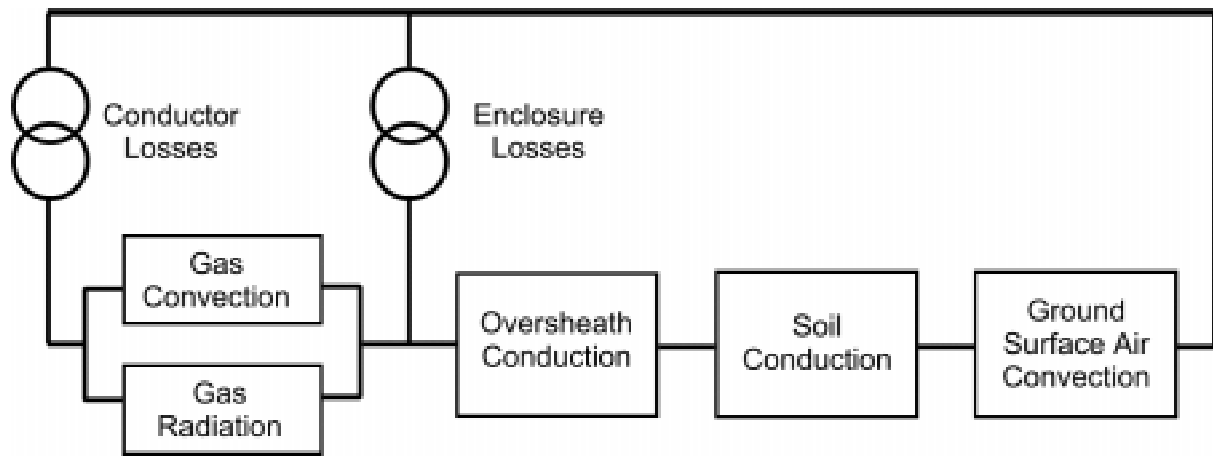 Conductor
Losses
Enclosure
Losses
Gas
Convection
Gas
Radiation
Oversheath
Conduction
Soil
Conduction
Ground
Surface Air
Convection